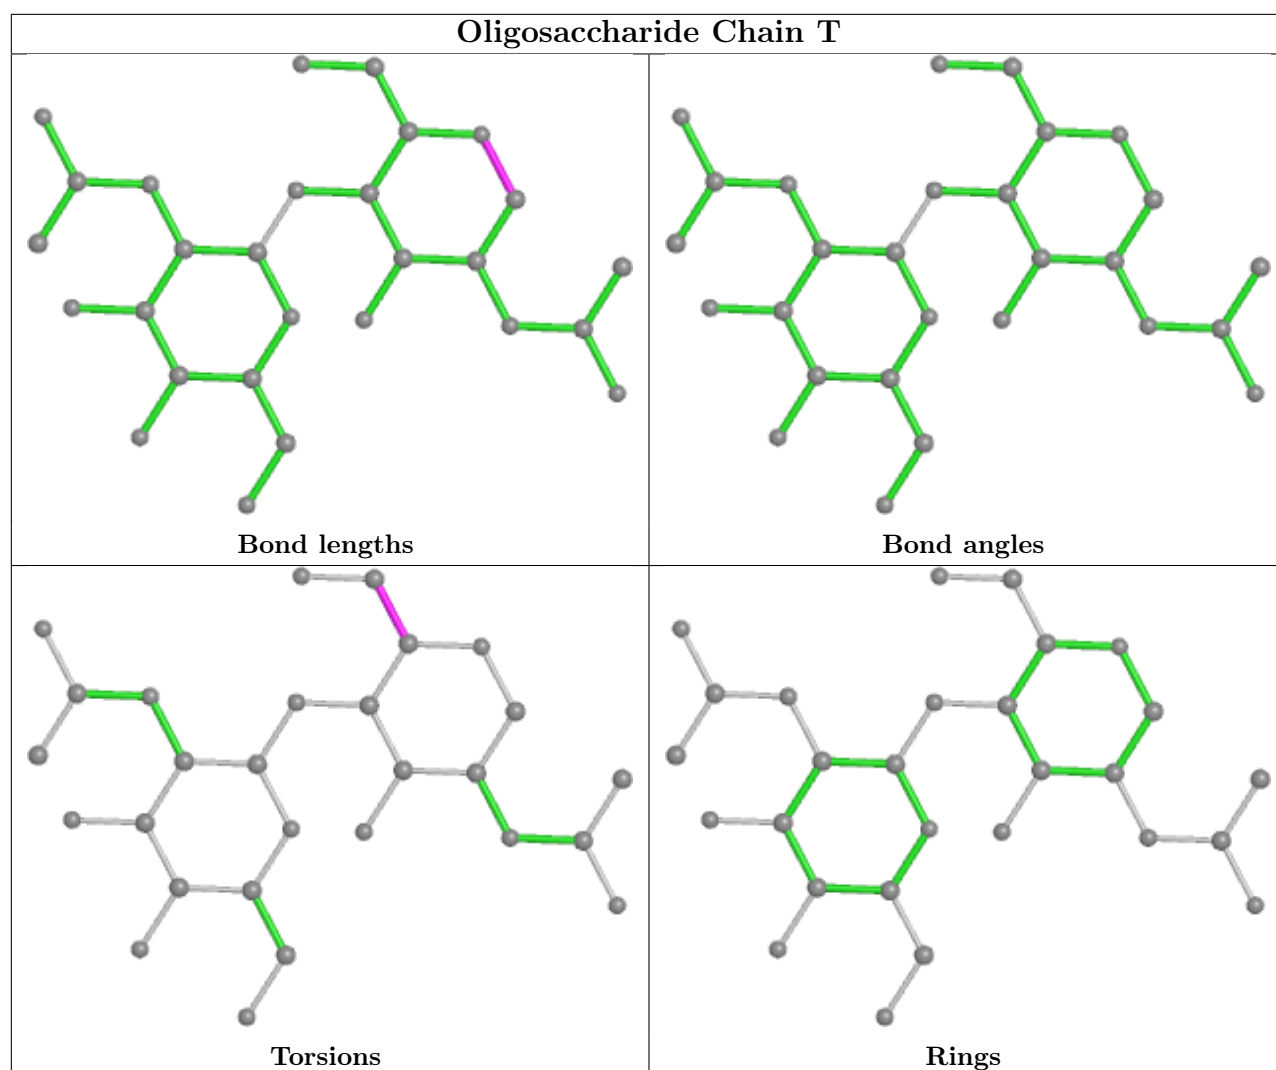 Oligosaccharide Chain T
Bond lengths
Bond angles
Torsions
Rings